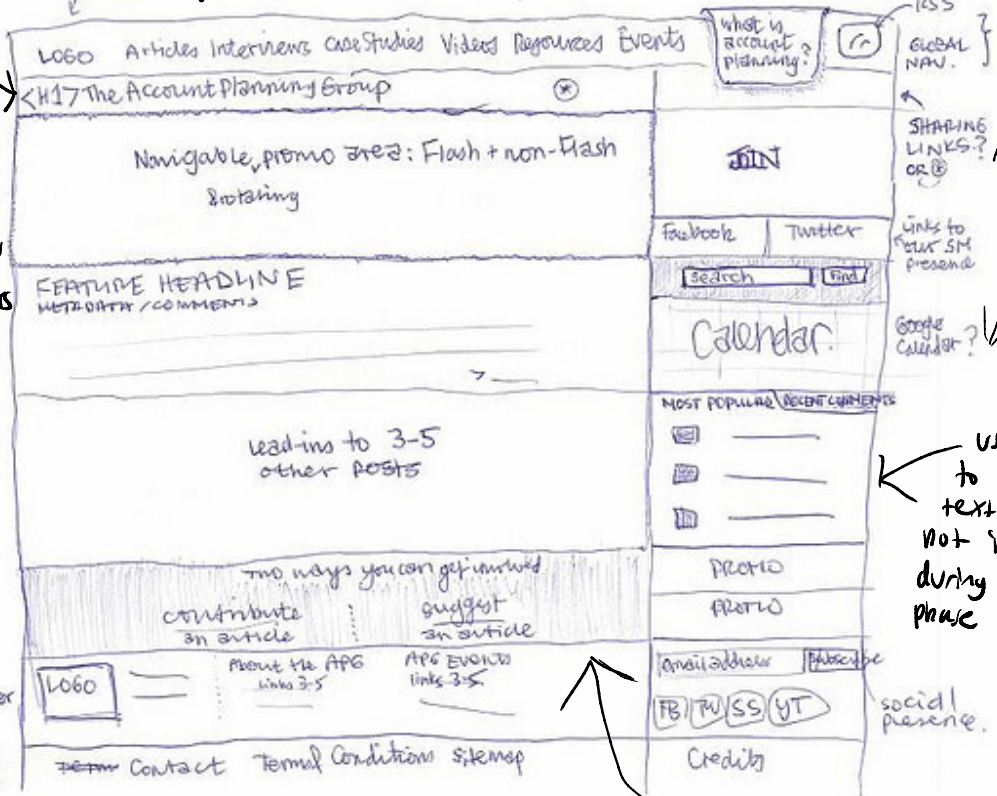 RSS
LOGO Articles Interviews Case Studies Videos Resources Events
what is
account
planning?
GLOBAL
NAV.
<H1> The Account Planning Group
SHARING
LINKS?
OR
Navigable, promo area: Flash + non-Flash
& rotating
JOIN
Facebook Twitter
Links to
our SM
presence
FEATURE HEADLINE
METADATA / COMMENTS
Search Find
Calendar
Google
Calendar?
MOST POPULAR RECENT COMMENTS
Lead-ins to 3-5
other posts
to
text
not
during
phase
Two ways you can get involved
contribute
an article
suggest
an article
PROMO
PROMO
LOGO
About the APG
Links 3-5
APG EVENTS
links 3-5
email address Subscribe
FB TW SS YT
social
presence.
Contact Terms & Conditions Sitemap
Credits